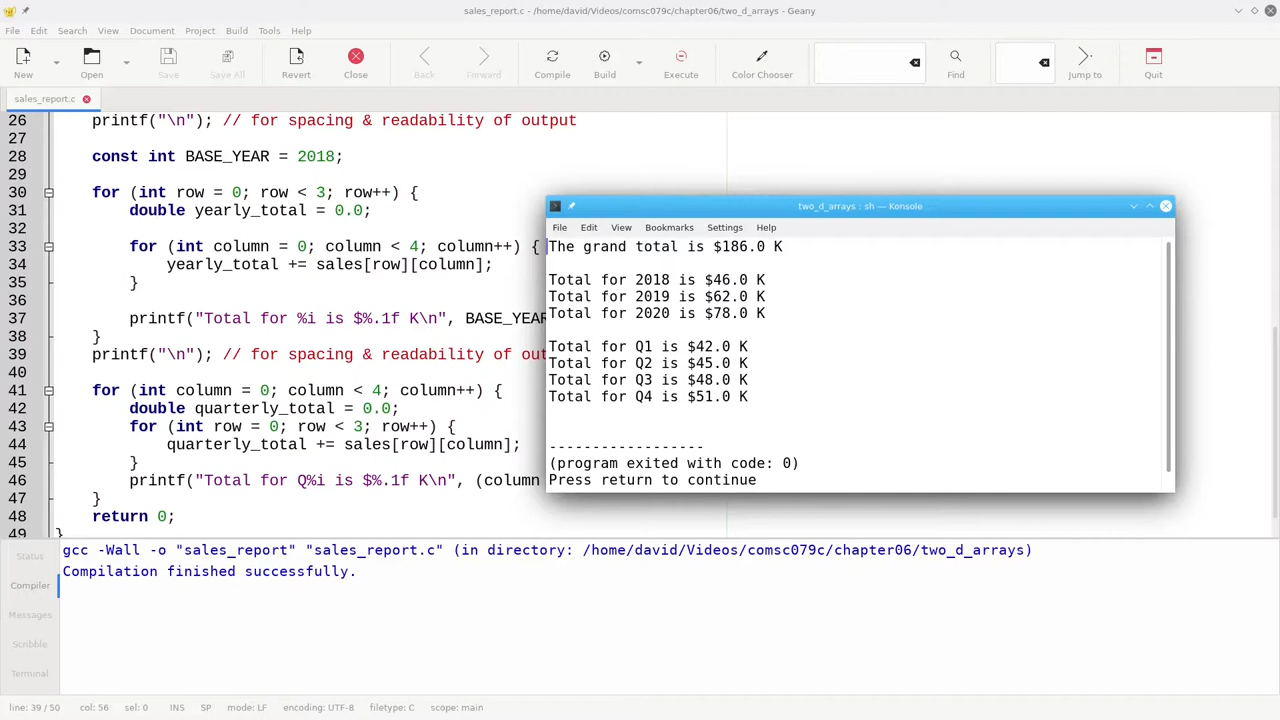 sales_report.c - /home/david/Videos/comsc079c/chapter06/two_d_arrays - Geany
File Edit Search View Document Project Build Tools Help
New Open Save Save All Revert Close Back Forward Compile Build Execute Color Chooser Find Jump to Quit
sales_report.c
26 printf("\n"); // for spacing & readability of output
27
28 const int BASE_YEAR = 2018;
29
30 for (int row = 0; row < 3; row++) {
31 double yearly_total = 0.0;
32
33 for (int column = 0; column < 4; column++) {
34 yearly_total += sales[row][column];
35 }
36
37 printf("Total for %i is $%.1f K\n", BASE_YEAR
38 }
39 printf("\n"); // for spacing & readability of out
40
41 for (int column = 0; column < 4; column++) {
42 double quarterly_total = 0.0;
43 for (int row = 0; row < 3; row++) {
44 quarterly_total += sales[row][column];
45 }
46 printf("Total for Q%i is $%.1f K\n", (column
47 }
48 return 0;
49 }
two_d_arrays : sh — Konsole
File Edit View Bookmarks Settings Help
The grand total is $186.0 K
Total for 2018 is $46.0 K
Total for 2019 is $62.0 K
Total for 2020 is $78.0 K
Total for Q1 is $42.0 K
Total for Q2 is $45.0 K
Total for Q3 is $48.0 K
Total for Q4 is $51.0 K
------------------
(program exited with code: 0)
Press return to continue
Status
Compiler
Messages
Scribble
Terminal
gcc -Wall -o "sales_report" "sales_report.c" (in directory: /home/david/Videos/comsc079c/chapter06/two_d_arrays)
Compilation finished successfully.
line: 39 / 50 col: 56 sel: 0 INS SP mode: LF encoding: UTF-8 filetype: C scope: main